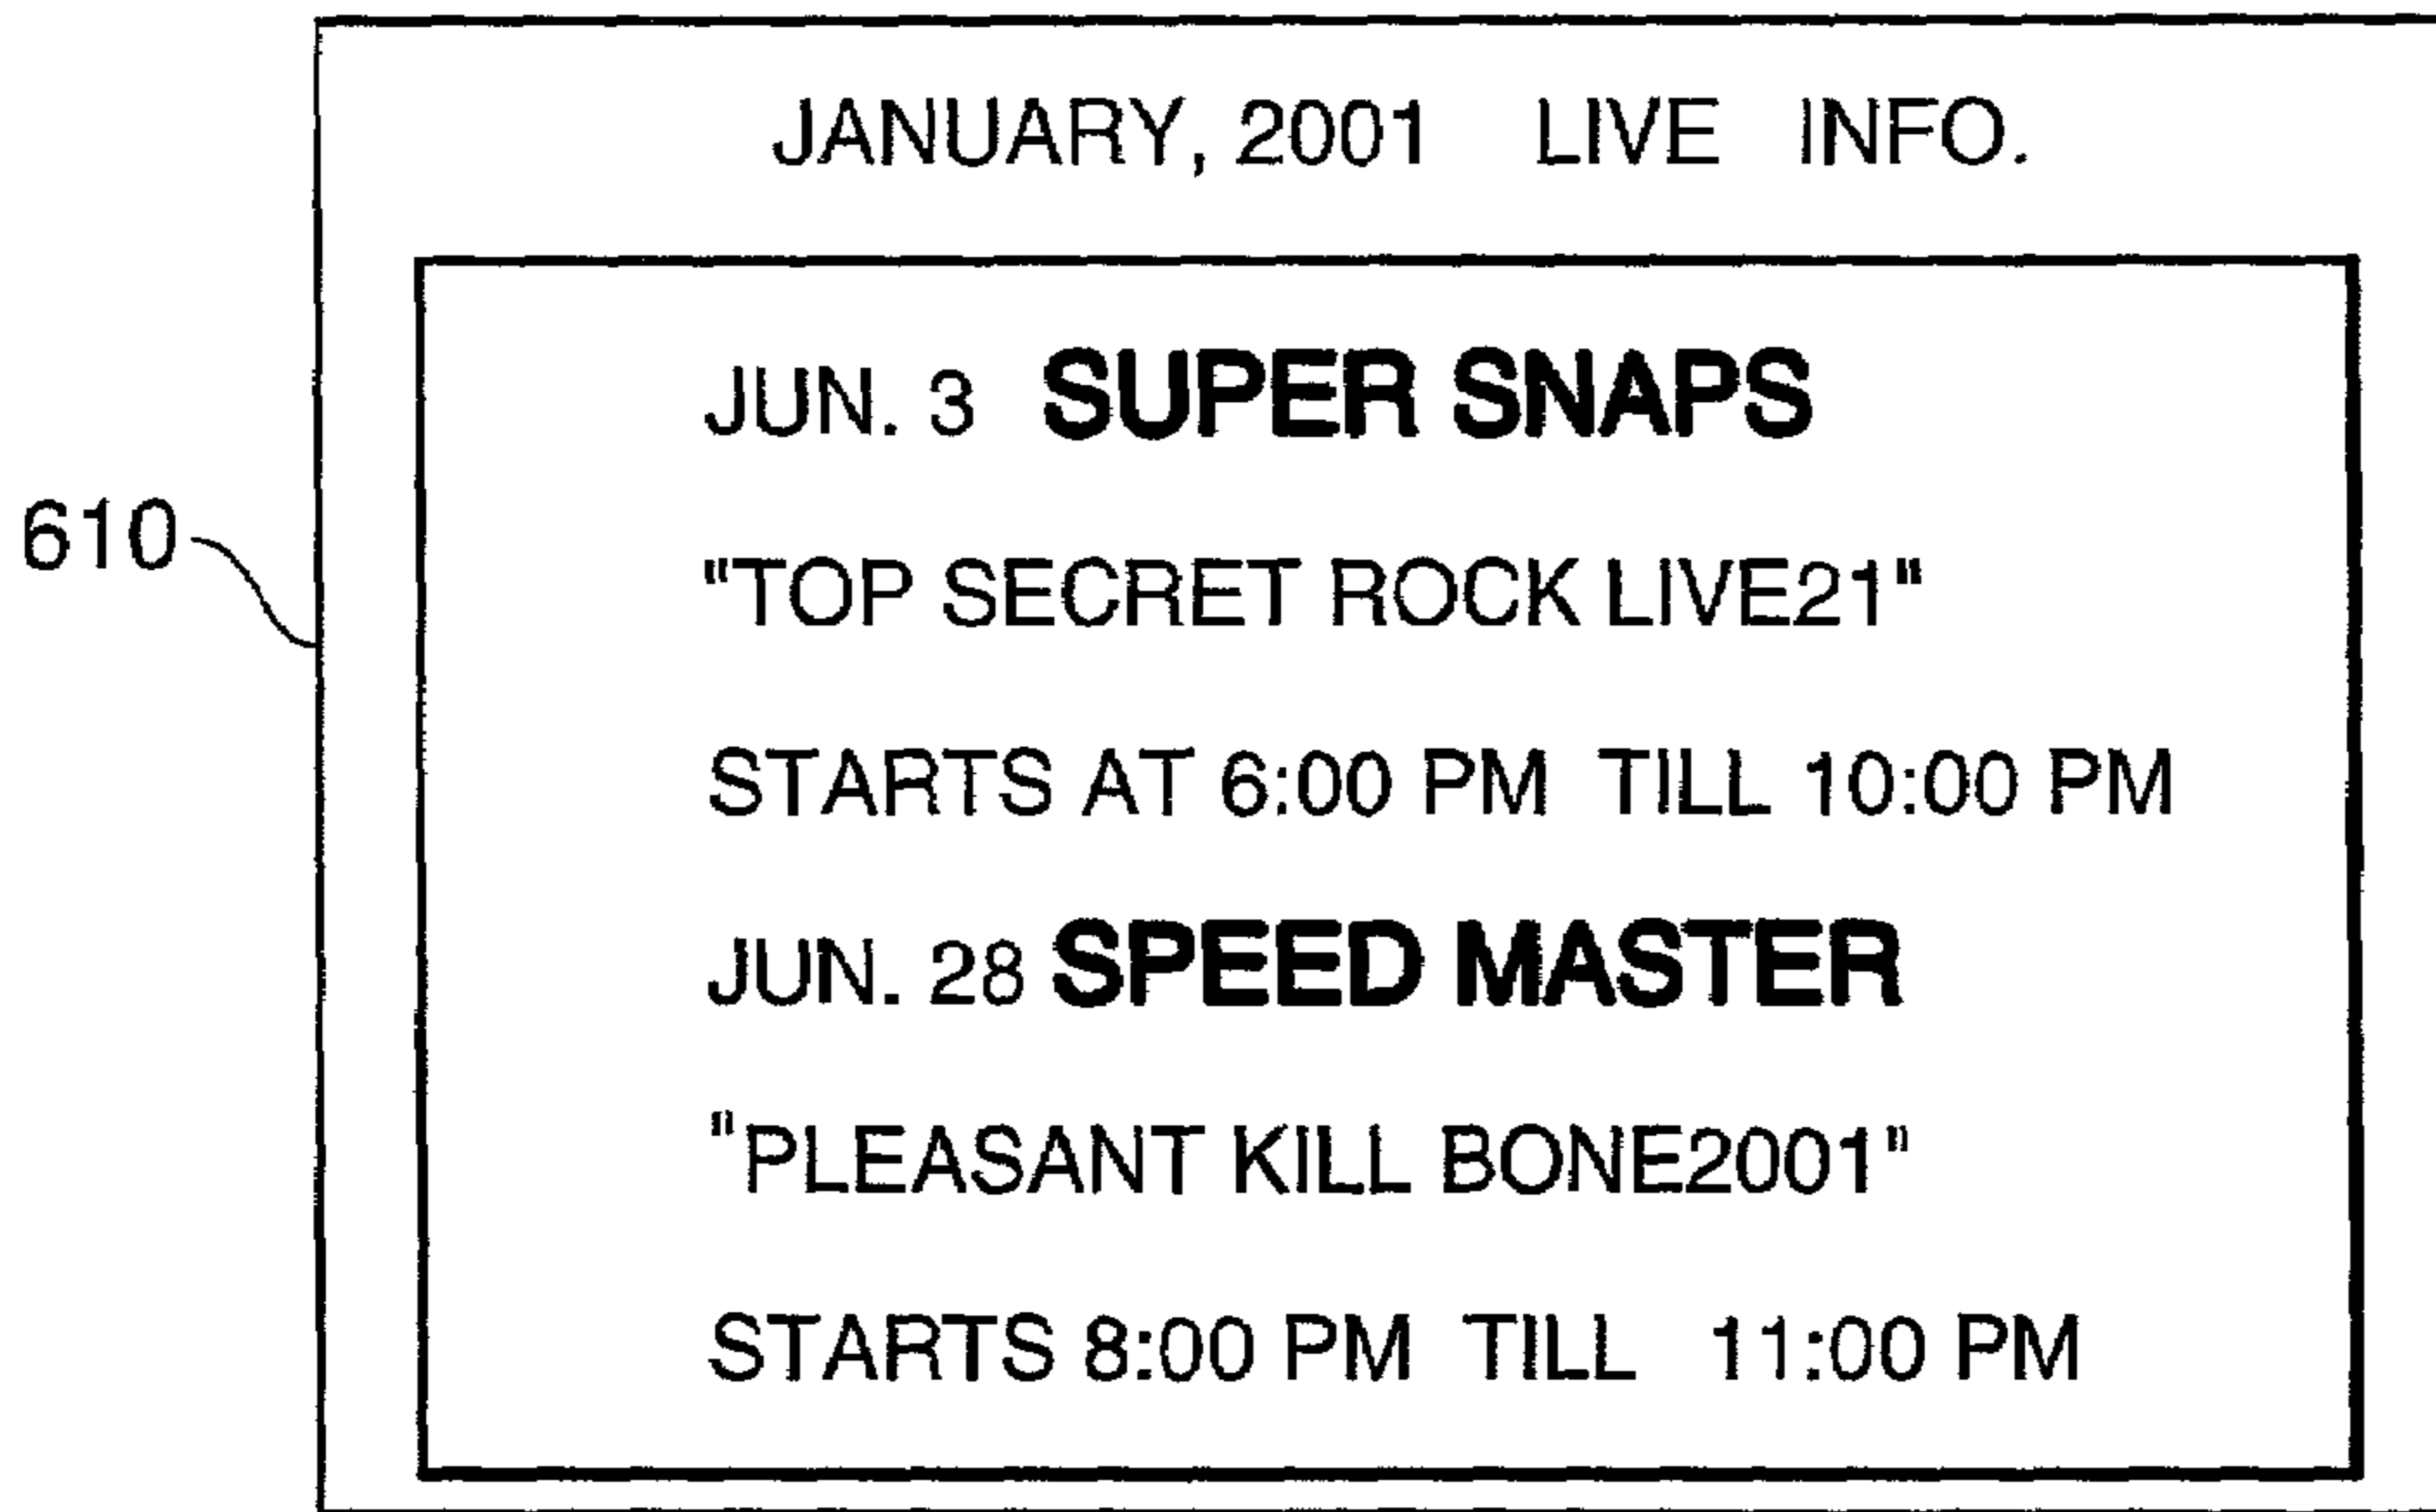 JANUARY, 2001 LIVE INFO.
JUN. 3 SUPER SNAPS
610
"TOP SECRET ROCK LIVE21"
STARTS AT 6:00 PM TILL 10:00 PM
JUN. 28 SPEED MASTER
"PLEASANT KILL BONE2001"
STARTS 8:00 PM TILL 11:00 PM